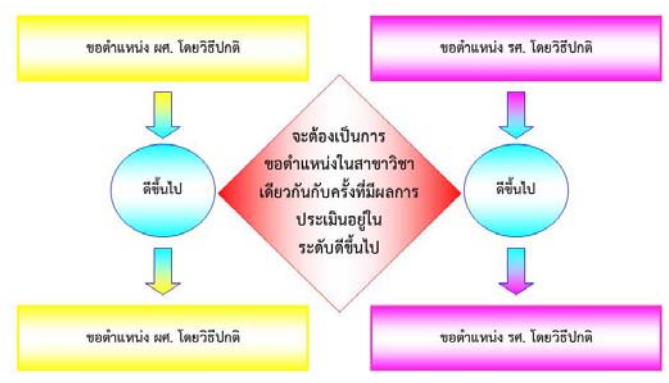 ขอตำแหน่ง ผศ. โดยวิธีปกติ
ขอตำแหน่ง รศ. โดยวิธีปกติ
จะต้องเป็นการ
ขอตำแหน่งในสาขาวิชา
เดียวกันกับครั้งที่มีผลการ
ประเมินอยู่ใน
ระดับดีขึ้นไป
ดีขึ้นไป
ดีขึ้นไป
ขอตำแหน่ง ผศ. โดยวิธีปกติ
ขอตำแหน่ง รศ. โดยวิธีปกติ